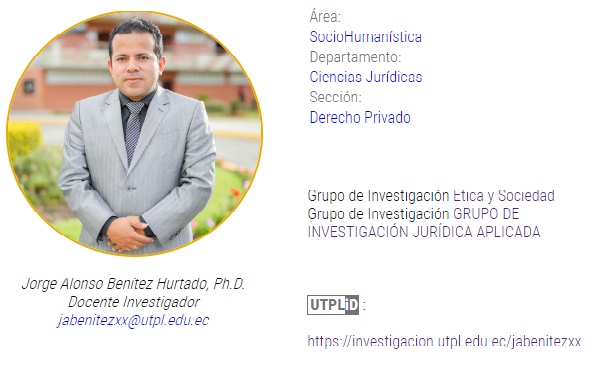 Área:
SocioHumanística
Departamento:
Ciencias Jurídicas
Sección:
Derecho Privado
Grupo de Investigación Ética y Sociedad
Grupo de Investigación GRUPO DE
INVESTIGACIÓN JURÍDICA APLICADA
Jorge Alonso Benítez Hurtado, Ph.D.
Docente Investigador
jabenitezxx@utpl.edu.ec
UTPLiD :
https://investigacion.utpl.edu.ec/jabenitezxx